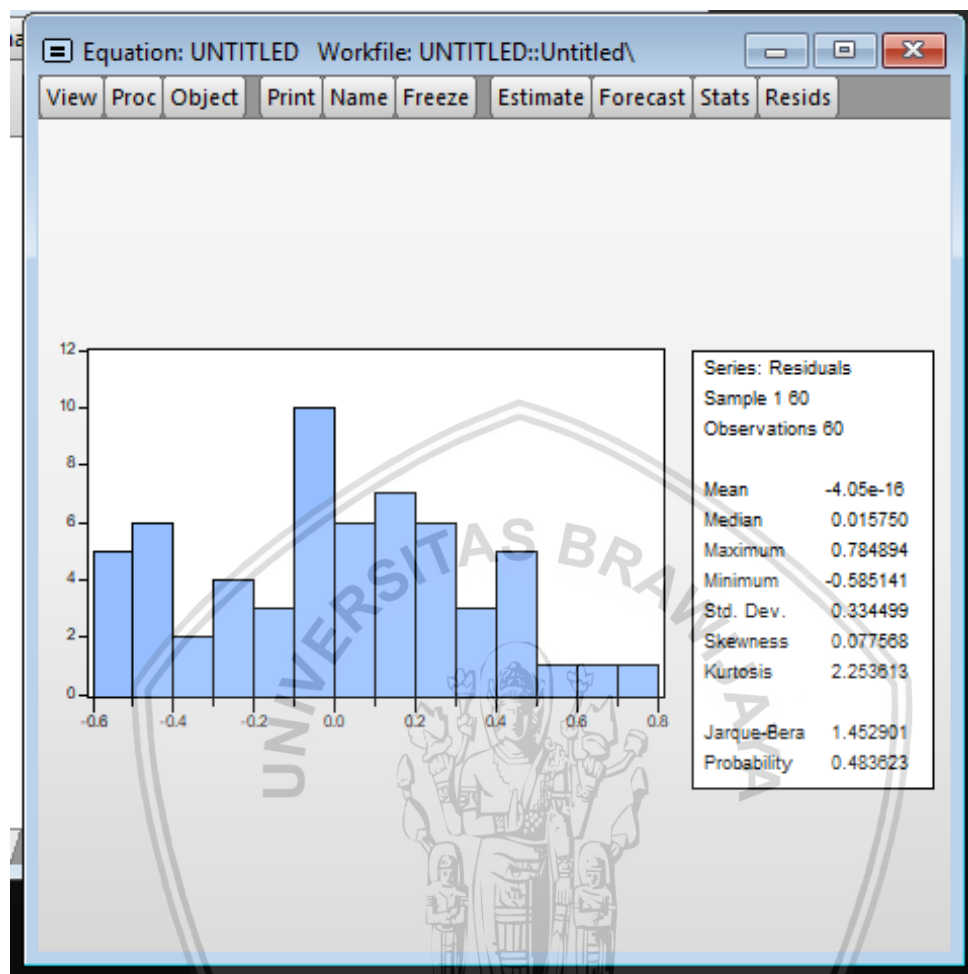 Equation: UNTITLED Workfile: UNTITLED::Untitled\
View Proc Object Print Name Freeze Estimate Forecast Stats Resids
12
10
8
6
4
2
0
-0.6 -0.4 -0.2 0.0 0.2 0.4 0.6 0.8
Series: Residuals
Sample 1 60
Observations 60
Mean -4.05e-16
Median 0.015750
Maximum 0.784894
Minimum -0.585141
Std. Dev. 0.334499
Skewness 0.077568
Kurtosis 2.253613
Jarque-Bera 1.452901
Probability 0.483623
UNIVERSITAS BRAWIJAYA